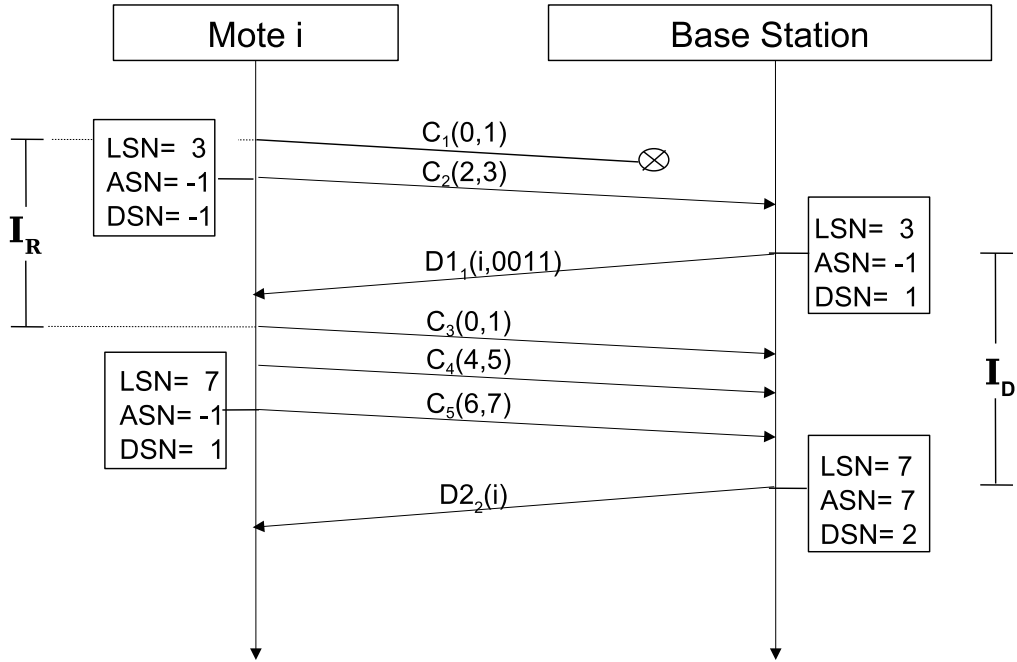 Mote i
Base Station
C₁(0,1)
LSN= 3
ASN= -1
DSN= -1
C₂(2,3)
I_R
LSN= 3
ASN= -1
DSN= 1
D1₁(i,0011)
C₃(0,1)
C₄(4,5)
I_D
LSN= 7
ASN= -1
DSN= 1
C₅(6,7)
LSN= 7
ASN= 7
DSN= 2
D2₂(i)